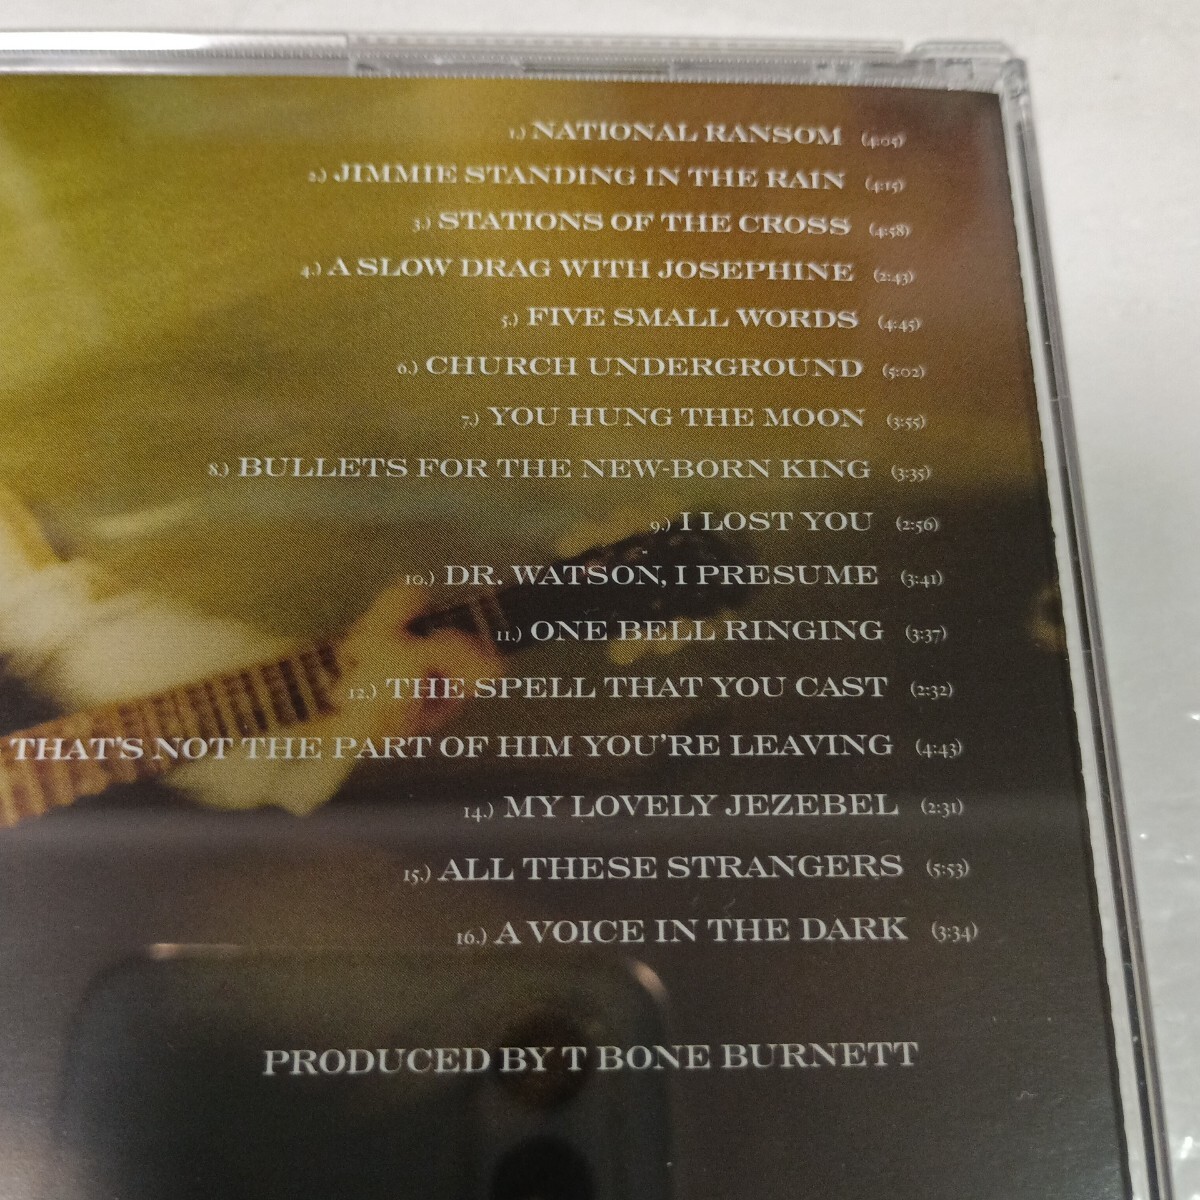 1.) NATIONAL RANSOM (4:05)
2.) JIMMIE STANDING IN THE RAIN (4:15)
3.) STATIONS OF THE CROSS (4:58)
4.) A SLOW DRAG WITH JOSEPHINE (2:43)
5.) FIVE SMALL WORDS (4:45)
6.) CHURCH UNDERGROUND (5:02)
7.) YOU HUNG THE MOON (3:55)
8.) BULLETS FOR THE NEW-BORN KING (3:35)
9.) I LOST YOU (2:56)
10.) DR. WATSON, I PRESUME (3:41)
11.) ONE BELL RINGING (3:37)
12.) THE SPELL THAT YOU CAST (2:32)
THAT'S NOT THE PART OF HIM YOU'RE LEAVING (4:43)
14.) MY LOVELY JEZEBEL (2:31)
15.) ALL THESE STRANGERS (5:53)
16.) A VOICE IN THE DARK (3:34)
PRODUCED BY T BONE BURNETT